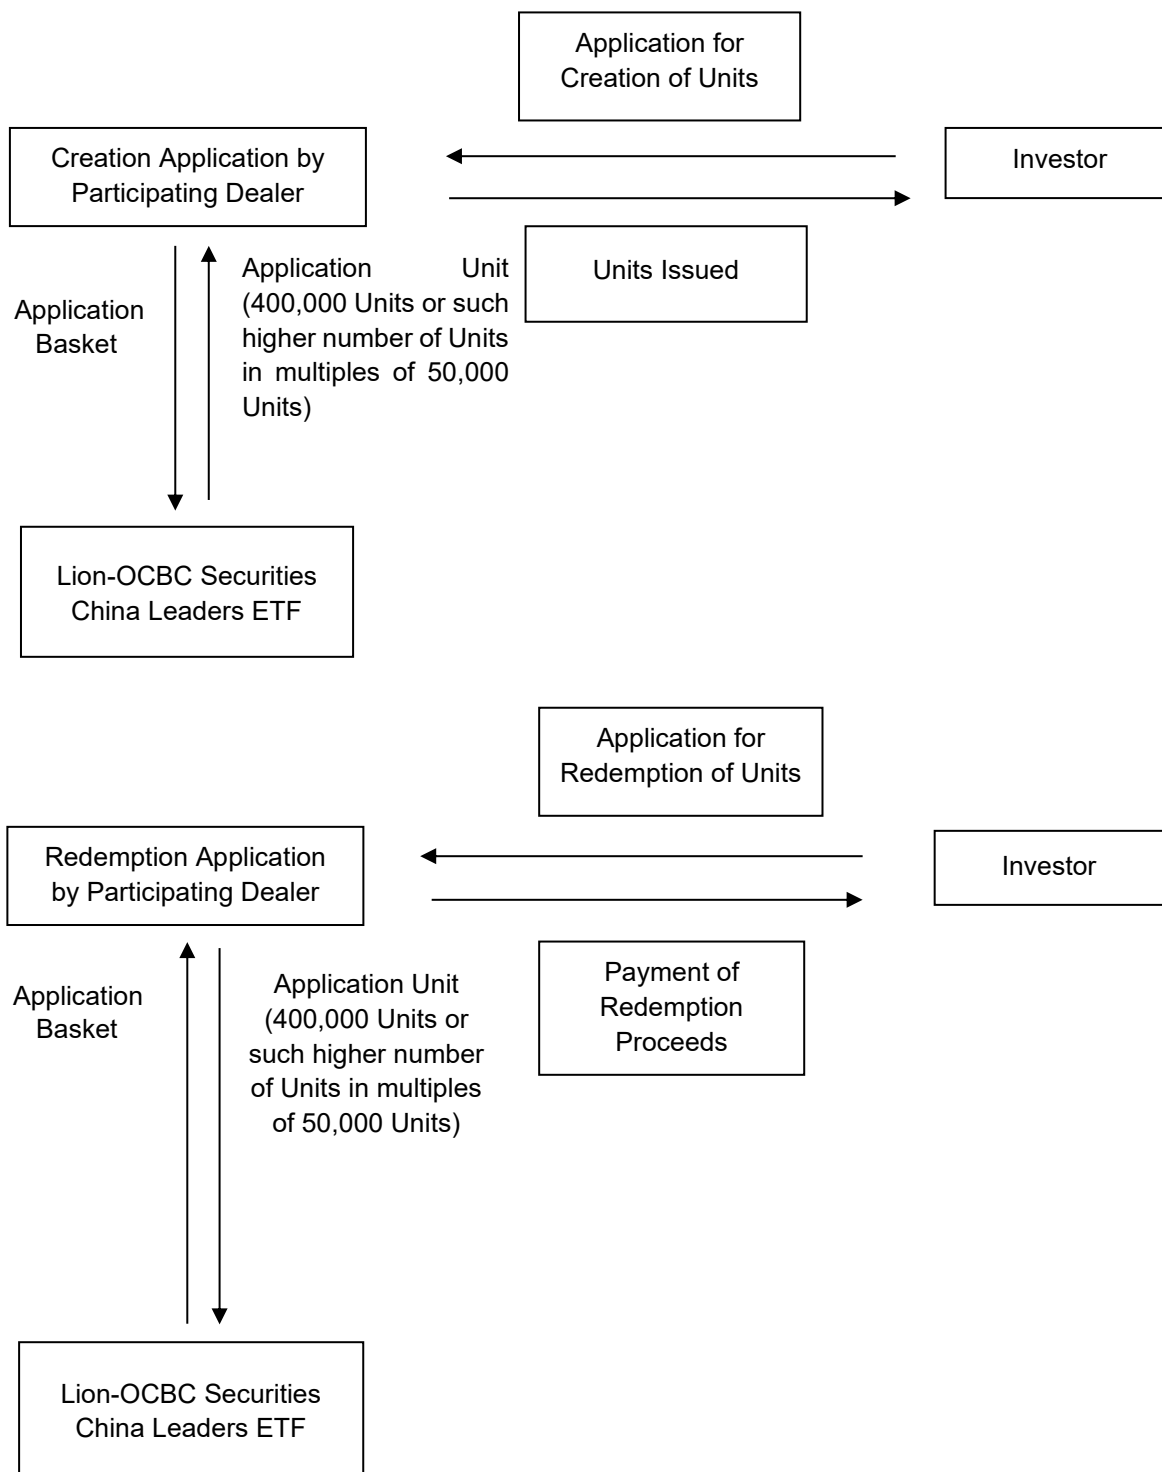 Application for
Creation of Units
Creation Application by
Participating Dealer
Investor
Units Issued
Application
Basket
Application Unit
(400,000 Units or such
higher number of Units
in multiples of 50,000
Units)
Lion-OCBC Securities
China Leaders ETF
Application for
Redemption of Units
Redemption Application
by Participating Dealer
Investor
Payment of
Redemption
Proceeds
Application
Basket
Application Unit
(400,000 Units or
such higher number
of Units in multiples
of 50,000 Units)
Lion-OCBC Securities
China Leaders ETF